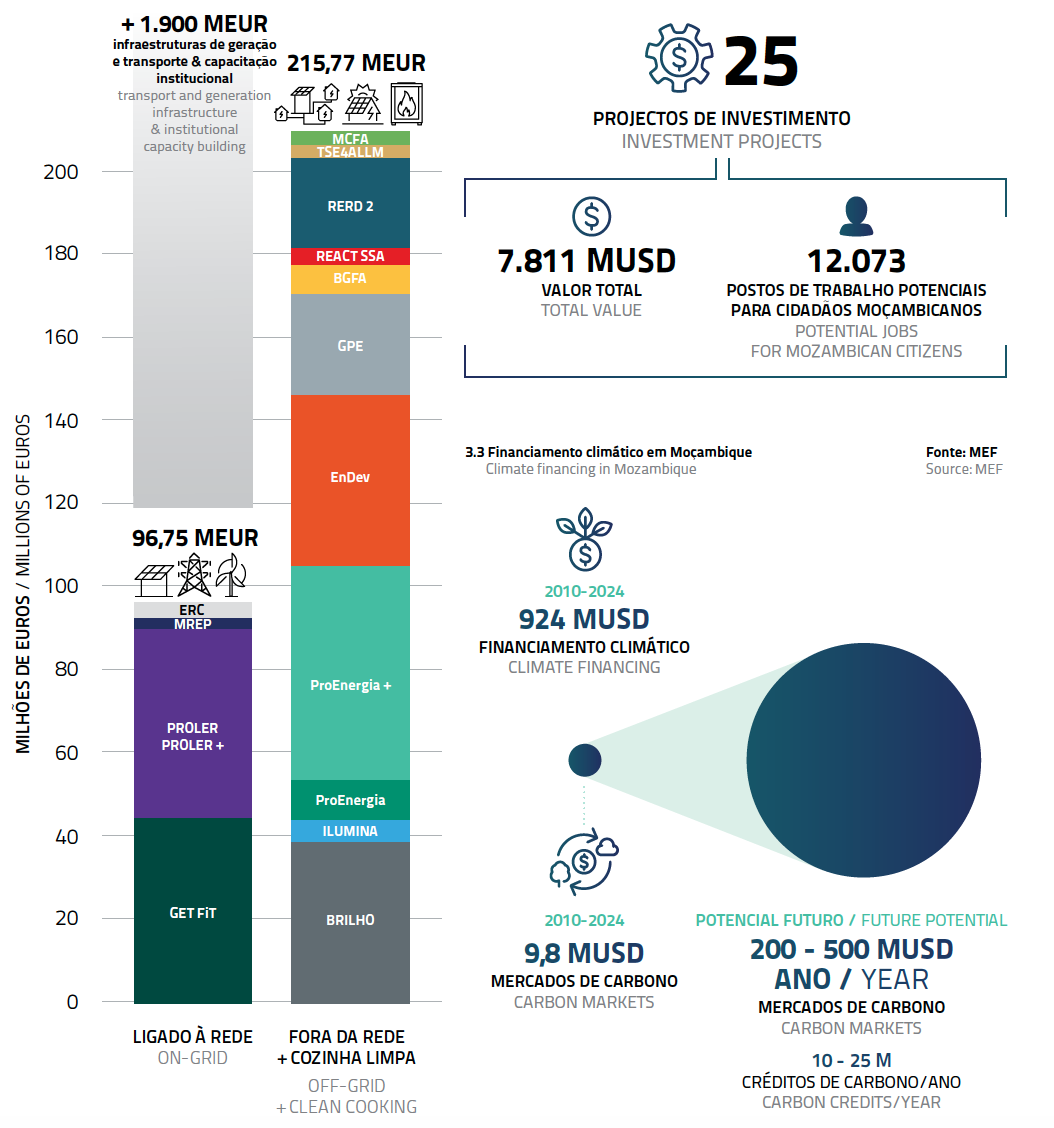 + 1.900 MEUR
infraestruturas de geração
e transporte & capacitação
institucional
transport and generation
infrastructure
& institutional
capacity building
215,77 MEUR
MCFA
TSE4ALLM
RERD 2
REACT SSA
BGFA
GPE
EnDev
ProEnergia +
ProEnergia
ILUMINA
BRILHO
96,75 MEUR
ERC
MREP
PROLER
PROLER +
GET FiT
MILHÕES DE EUROS / MILLIONS OF EUROS
200
180
160
140
120
100
80
60
40
20
0
LIGADO À REDE
ON-GRID
FORA DA REDE
+ COZINHA LIMPA
OFF-GRID
+ CLEAN COOKING
$ 25
PROJECTOS DE INVESTIMENTO
INVESTMENT PROJECTS
$
7.811 MUSD
VALOR TOTAL
TOTAL VALUE
12.073
POSTOS DE TRABALHO POTENCIAIS
PARA CIDADÃOS MOÇAMBICANOS
POTENTIAL JOBS
FOR MOZAMBICAN CITIZENS
3.3 Financiamento climático em Moçambique
Climate financing in Mozambique
Fonte: MEF
Source: MEF
$
2010-2024
924 MUSD
FINANCIAMENTO CLIMÁTICO
CLIMATE FINANCING
$
2010-2024
9,8 MUSD
MERCADOS DE CARBONO
CARBON MARKETS
POTENCIAL FUTURO / FUTURE POTENTIAL
200 - 500 MUSD
ANO / YEAR
MERCADOS DE CARBONO
CARBON MARKETS
10 - 25 M
CRÉDITOS DE CARBONO/ANO
CARBON CREDITS/YEAR